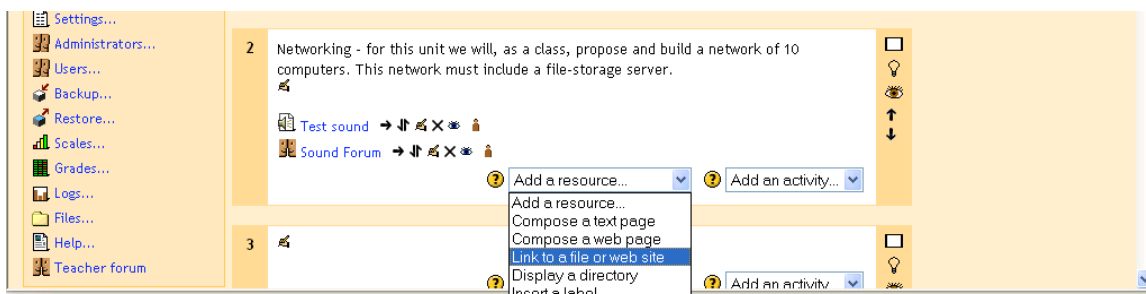 Settings...
Administrators...
Users...
Backup...
Restore...
Scales...
Grades...
Logs...
Files...
Help...
Teacher forum
2
Networking - for this unit we will, as a class, propose and build a network of 10
computers. This network must include a file-storage server.
Test sound
Sound Forum
? Add a resource... ? Add an activity...
Add a resource...
Compose a text page
Compose a web page
Link to a file or web site
Display a directory
Insert a label
3
? ? Add an activity...